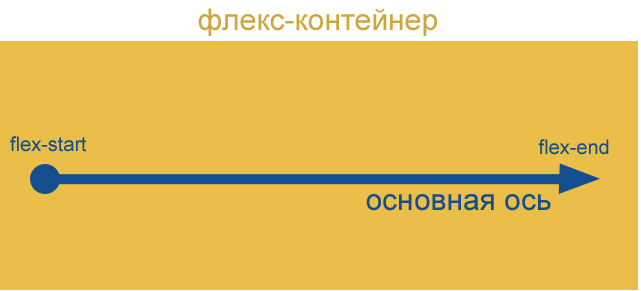 флекс-контейнер
flex-start
flex-end
основная ось